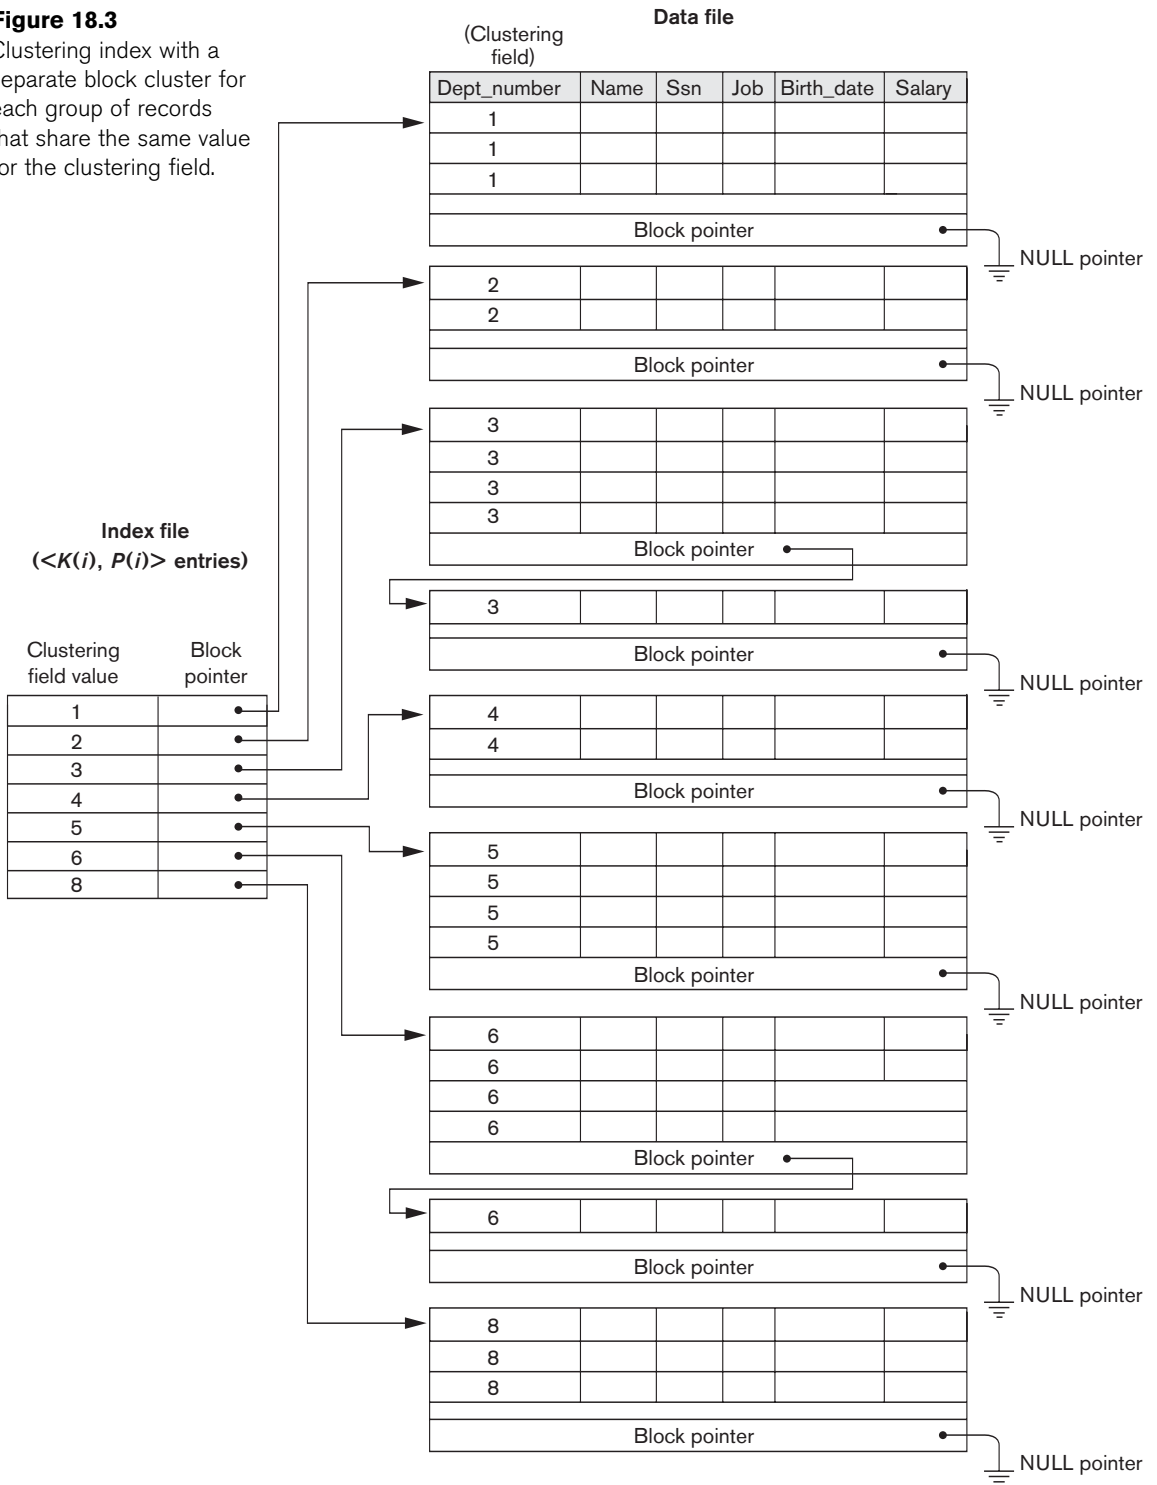 Figure 18.3
Clustering index with a
eparate block cluster for
each group of records
hat share the same value
or the clustering field.
Data file
(Clustering
field)
Dept_number Name Ssn Job Birth_date Salary
1
1
1
Block pointer
NULL pointer
2
2
Block pointer
NULL pointer
3
3
3
3
Block pointer
3
Block pointer
NULL pointer
4
4
Block pointer
NULL pointer
5
5
5
5
Block pointer
NULL pointer
6
6
6
6
Block pointer
6
Block pointer
NULL pointer
8
8
8
Block pointer
NULL pointer
Index file
(<K(i), P(i)> entries)
Clustering
field value
Block
pointer
1
2
3
4
5
6
8